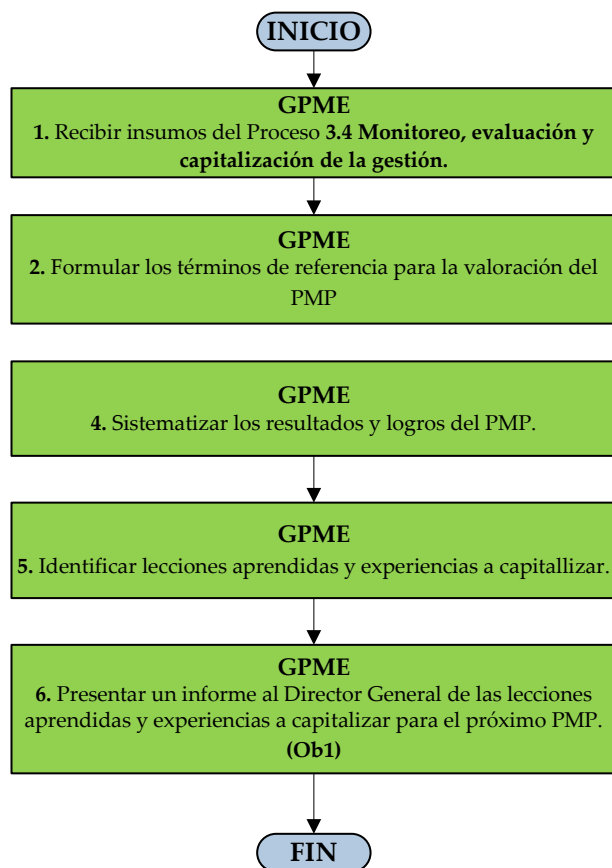 INICIO
GPME
1. Recibir insumos del Proceso 3.4 Monitoreo, evaluación y
capitalización de la gestión.
GPME
2. Formular los términos de referencia para la valoración del
PMP
GPME
4. Sistematizar los resultados y logros del PMP.
GPME
5. Identificar lecciones aprendidas y experiencias a capitallizar.
GPME
6. Presentar un informe al Director General de las lecciones
aprendidas y experiencias a capitalizar para el próximo PMP.
(Ob1)
FIN